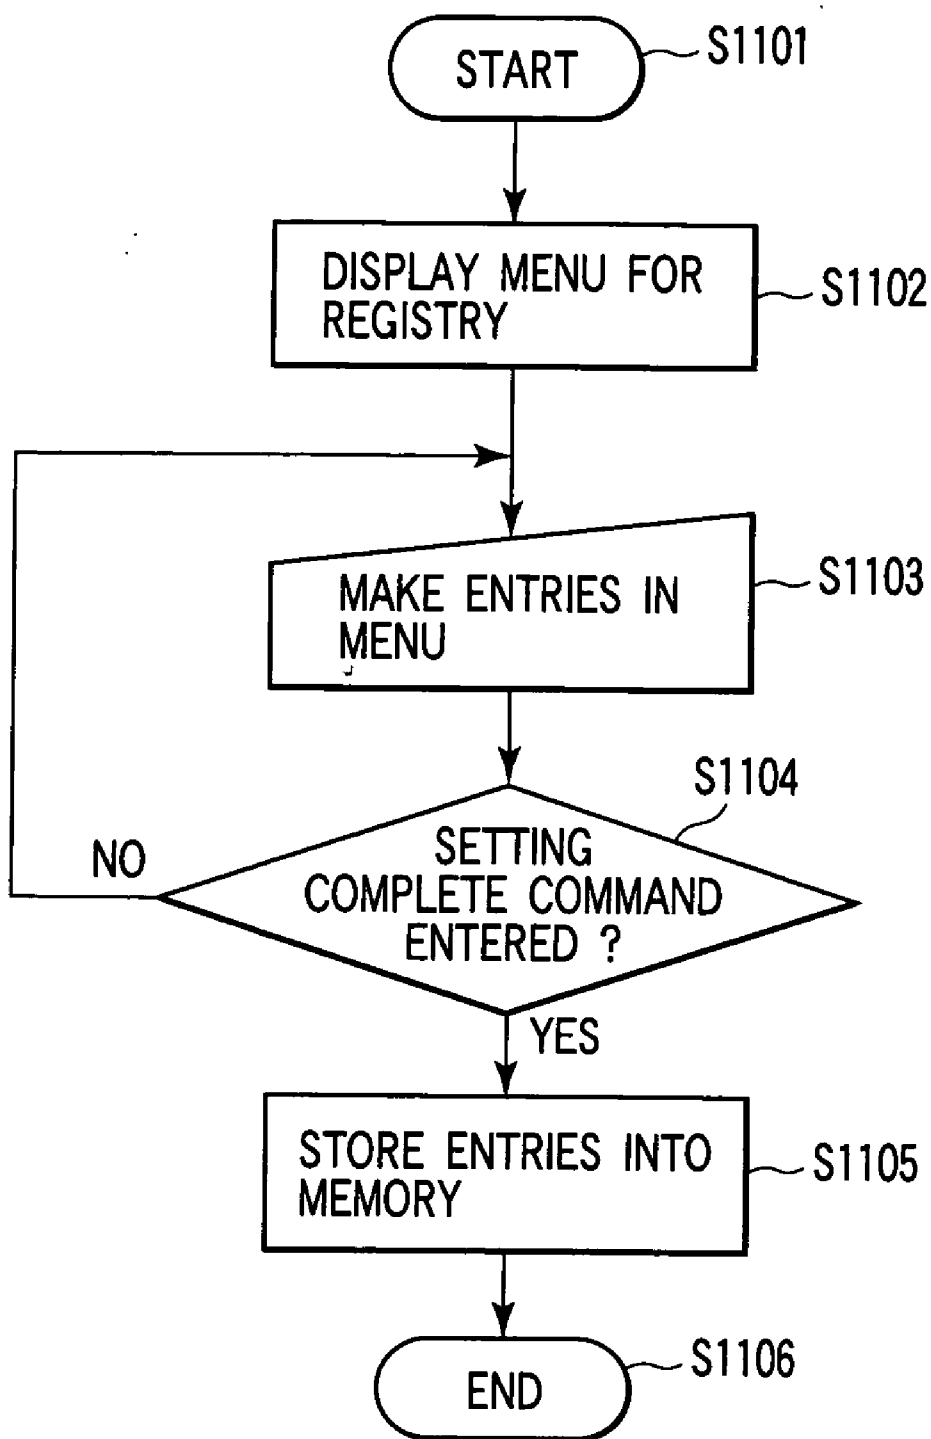 START
S1101
DISPLAY MENU FOR
REGISTRY
S1102
MAKE ENTRIES IN
MENU
S1103
S1104
SETTING
COMPLETE COMMAND
ENTERED ?
NO
YES
STORE ENTRIES INTO
MEMORY
S1105
END
S1106